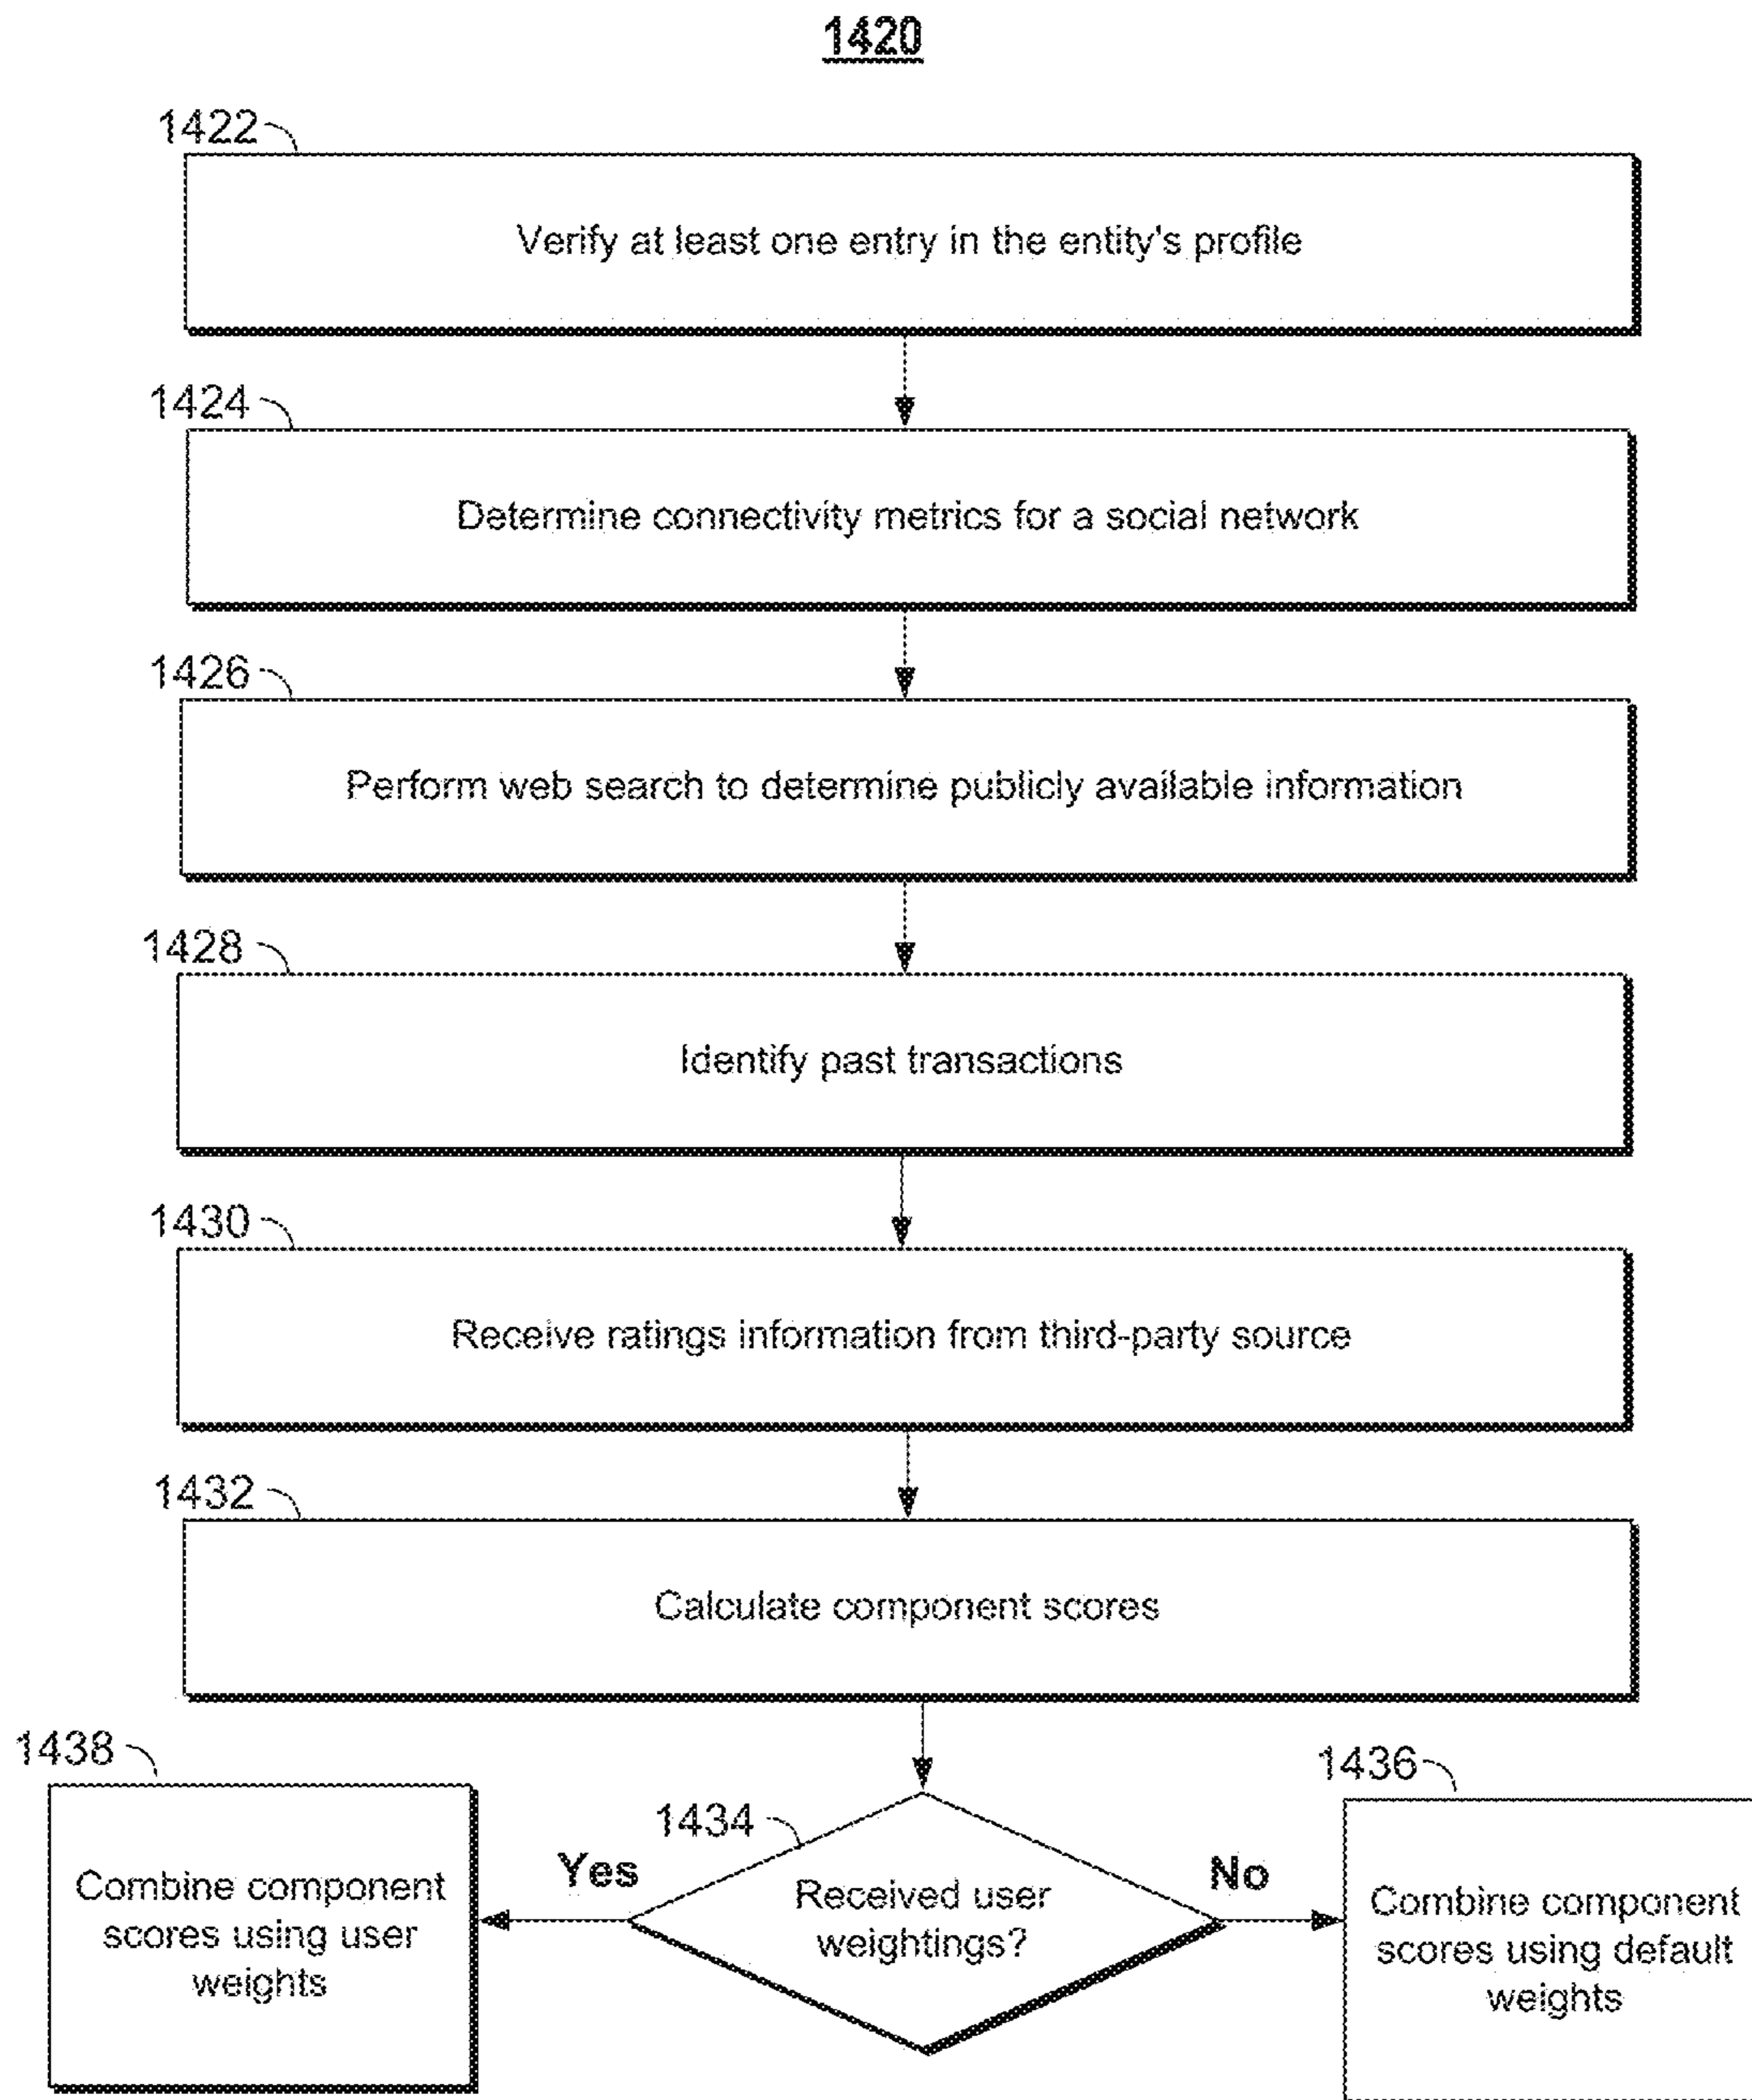 1420
1422
Verify at least one entry in the entity's profile
1424
Determine connectivity metrics for a social network
1426
Perform web search to determine publicly available information
1428
Identify past transactions
1430
Receive ratings information from third-party source
1432
Calculate component scores
1438
1436
1434
Yes
No
Combine component
scores using user
weights
Received user
weightings?
Combine component
scores using default
weights